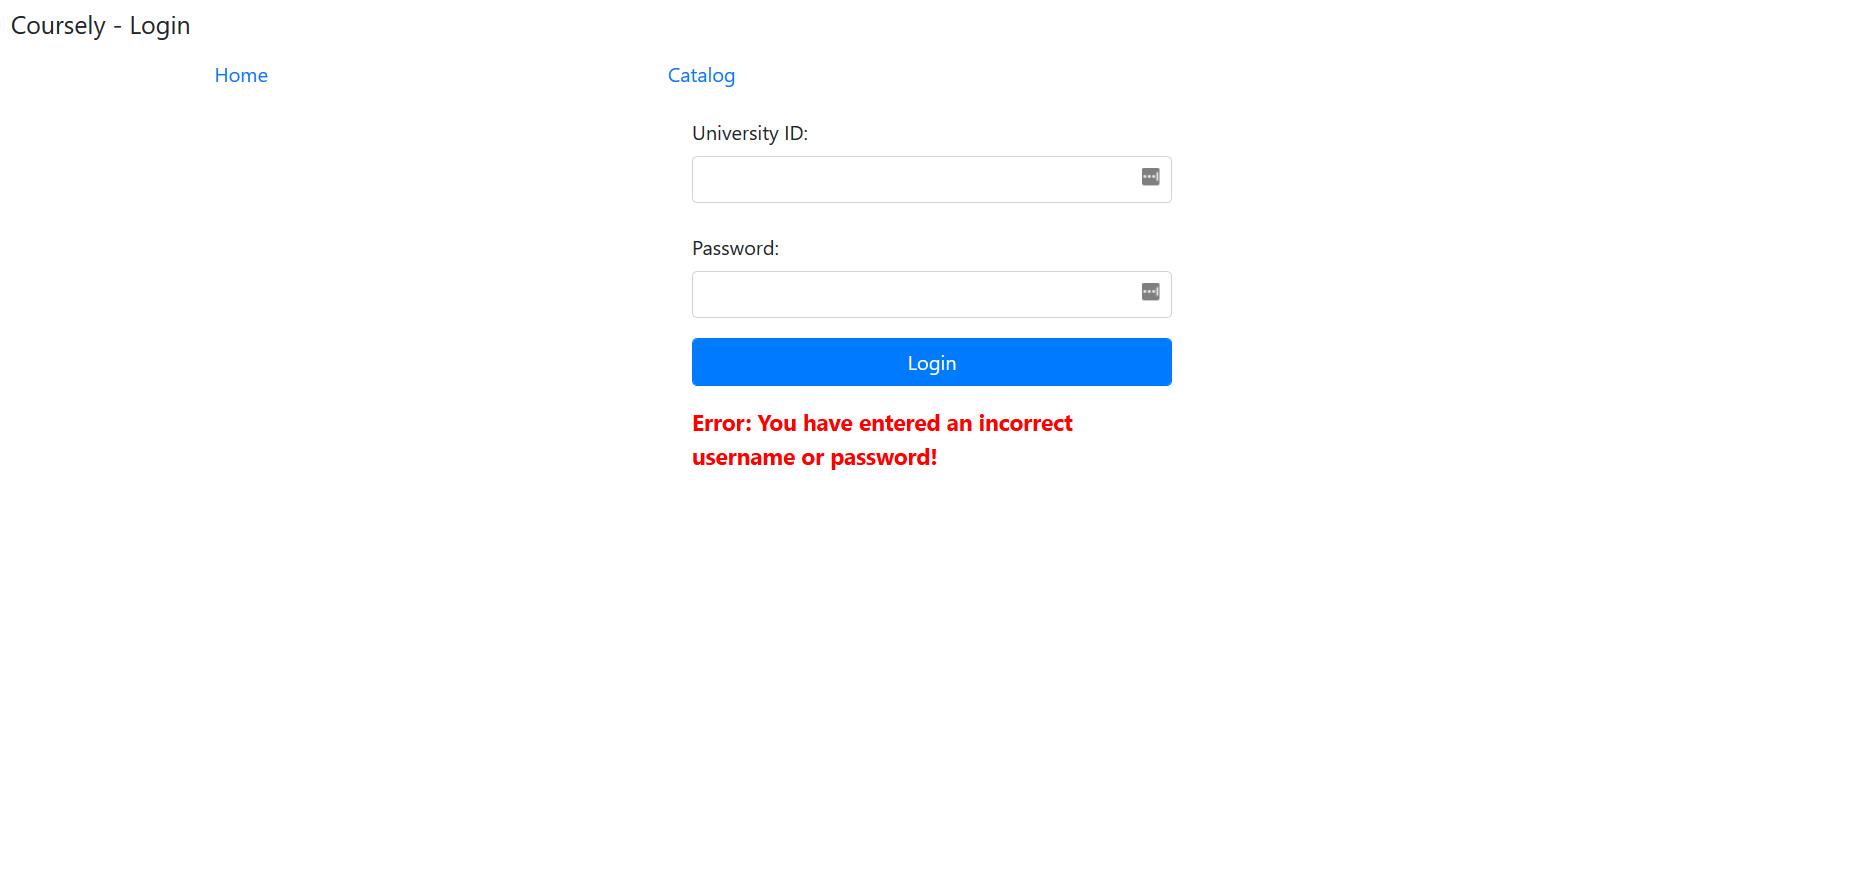 Coursely - Login
Home Catalog
University ID:
Password:
Login
Error: You have entered an incorrect
username or password!